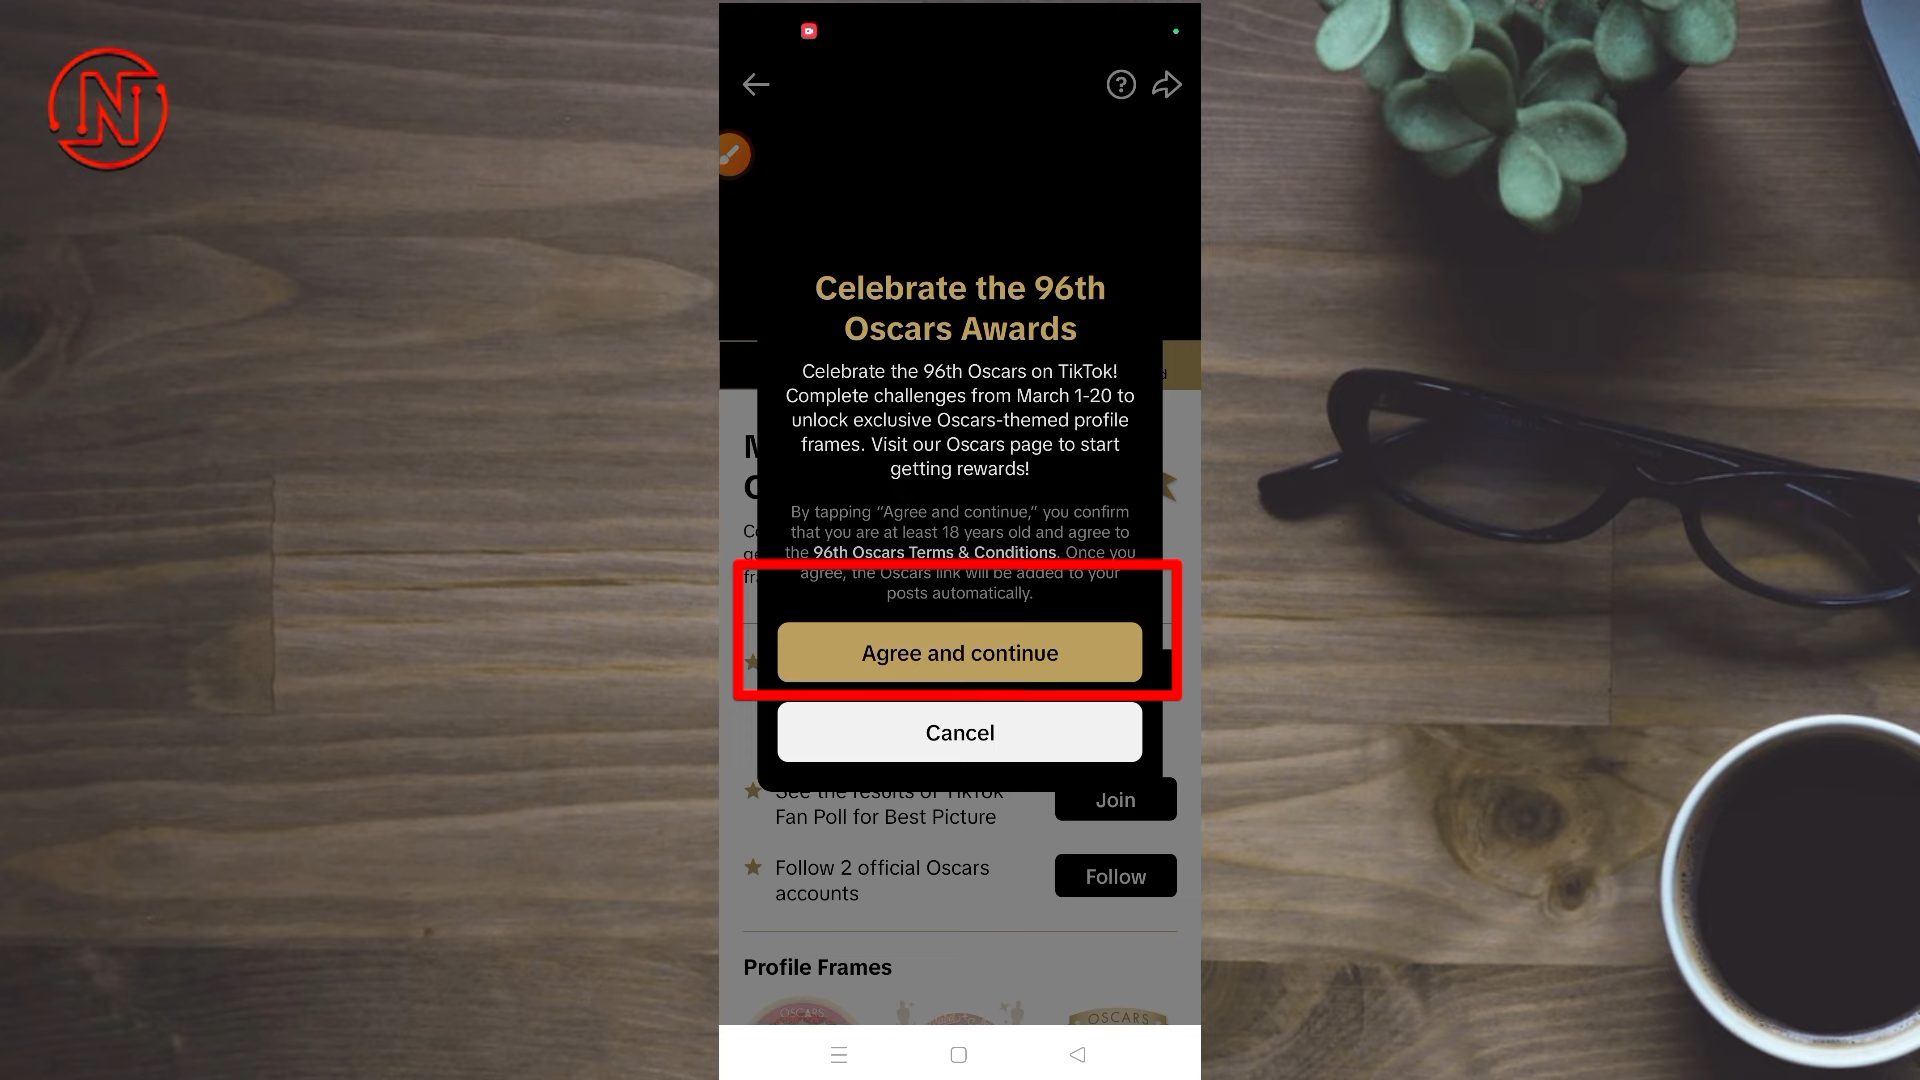 N
Celebrate the 96th
Oscars Awards
Celebrate the 96th Oscars on TikTok!
Complete challenges from March 1-20 to
unlock exclusive Oscars-themed profile
frames. Visit our Oscars page to start
getting rewards!
By tapping “Agree and continue,” you confirm
that you are at least 18 years old and agree to
the 96th Oscars Terms & Conditions. Once you
agree, the Oscars link will be added to your
posts automatically.
Agree and continue
Cancel
See the results of TikTok
Fan Poll for Best Picture
Join
Follow 2 official Oscars
accounts
Follow
Profile Frames
OSCARS
OSCARS